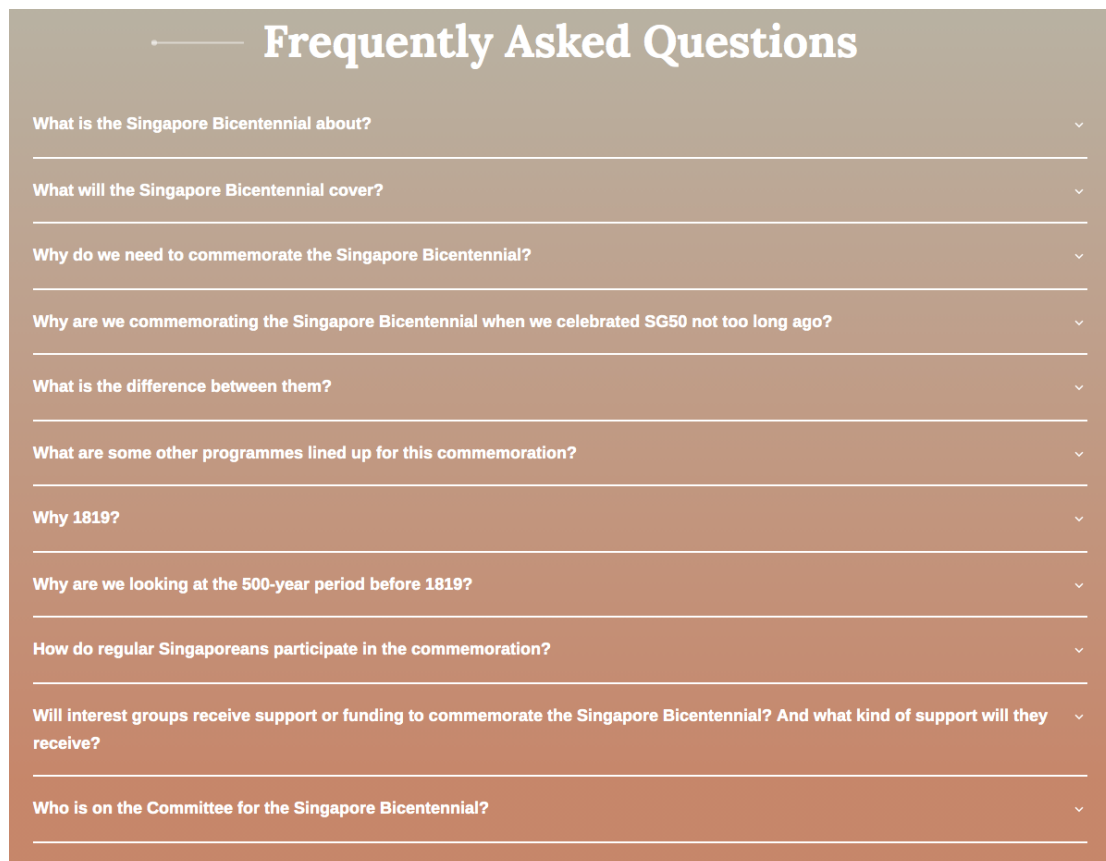 Frequently Asked Questions
What is the Singapore Bicentennial about?
What will the Singapore Bicentennial cover?
Why do we need to commemorate the Singapore Bicentennial?
Why are we commemorating the Singapore Bicentennial when we celebrated SG50 not too long ago?
What is the difference between them?
What are some other programmes lined up for this commemoration?
Why 1819?
Why are we looking at the 500-year period before 1819?
How do regular Singaporeans participate in the commemoration?
Will interest groups receive support or funding to commemorate the Singapore Bicentennial? And what kind of support will they
receive?
Who is on the Committee for the Singapore Bicentennial?